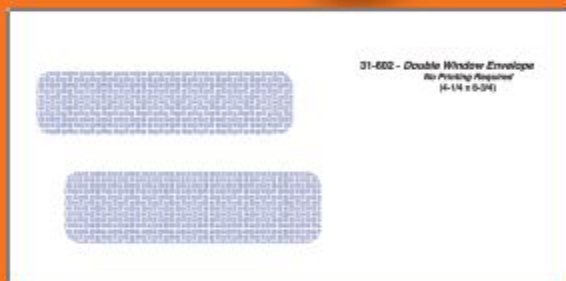 31-602 - Double Window Envelope
No Printing Required
(4-1/4 x 8-3/4)